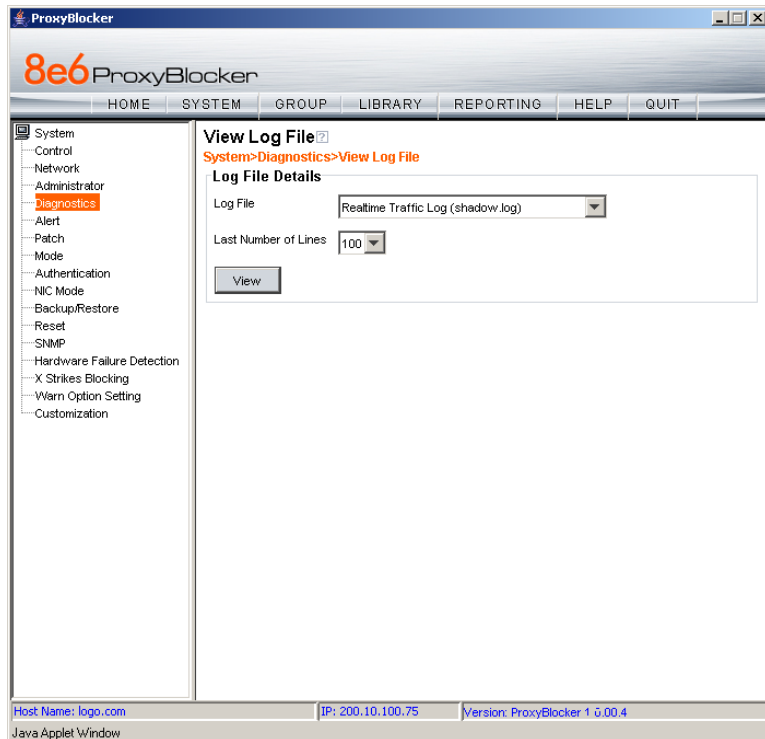 ProxyBlocker
8e6 ProxyBlocker
HOME SYSTEM GROUP LIBRARY REPORTING HELP QUIT
System
Control
Network
Administrator
Diagnostics
Alert
Patch
Mode
Authentication
NIC Mode
Backup/Restore
Reset
SNMP
Hardware Failure Detection
X Strikes Blocking
Warn Option Setting
Customization
View Log File?
System>Diagnostics>View Log File
Log File Details
Log File Realtime Traffic Log (shadow.log)
Last Number of Lines 100
View
Host Name: logo.com IP: 200.10.100.75 Version: ProxyBlocker 1
Java Applet Window